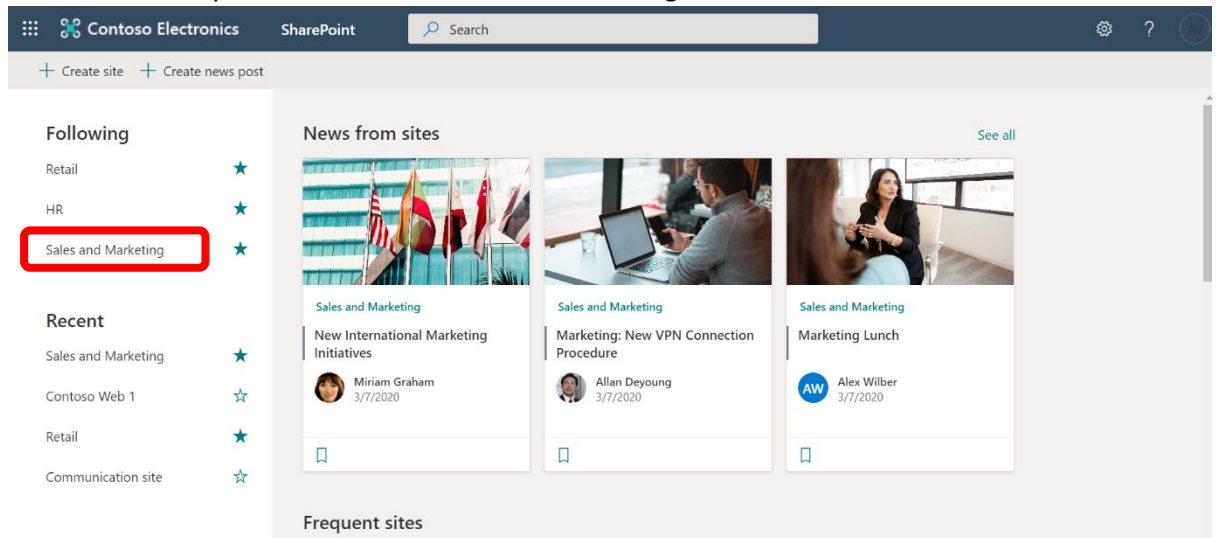 Contoso Electronics SharePoint Search ? AV
+ Create site + Create news post
Following
Retail
HR
Sales and Marketing
Recent
Sales and Marketing
Contoso Web 1
Retail
Communication site
News from sites See all
Sales and Marketing
New International Marketing
Initiatives
Miriam Graham
3/7/2020
Sales and Marketing
Marketing: New VPN Connection
Procedure
Allan Deyoung
3/7/2020
Sales and Marketing
Marketing Lunch
AW Alex Wilber
3/7/2020
Frequent sites